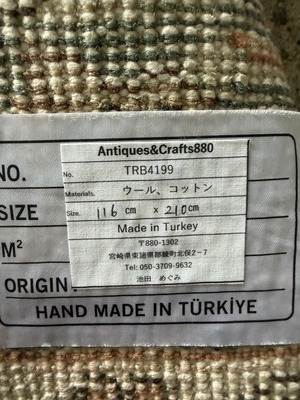 Antiques&Crafts880
No. TRB4199
Materials. ウール、コットン
Size. 116 cm x 210cm
Made in Turkey
〒880-1302
宮崎県東諸県郡綾町北俣2-7
Tel: 050-3709-9632
池田 めぐみ
NO.
SIZE
M²
ORIGIN
HAND MADE IN TÜRKİYE